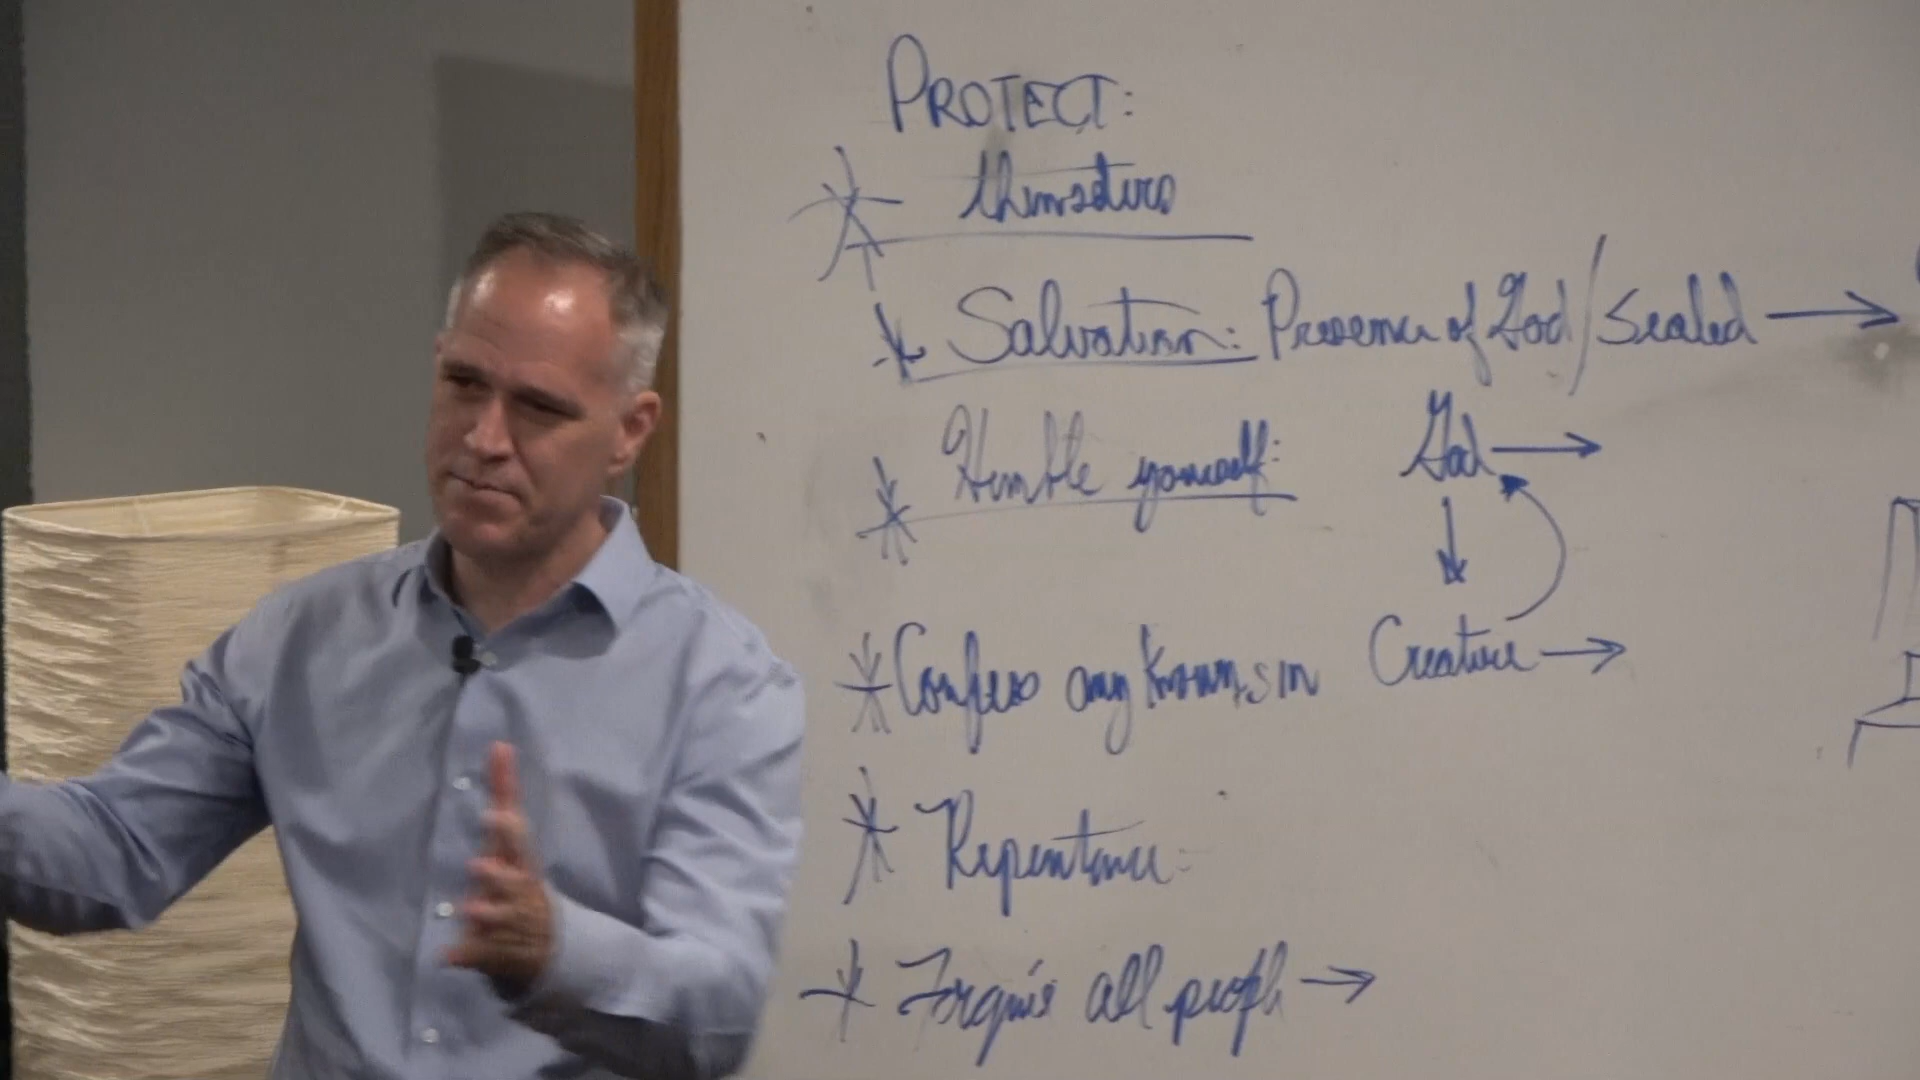 PROTECT:
themselves
Salvation: Presence of God/Sealed →
Humble yourself: God →
Creature →
Confess any known sin
Repentance-
Forgive all people →